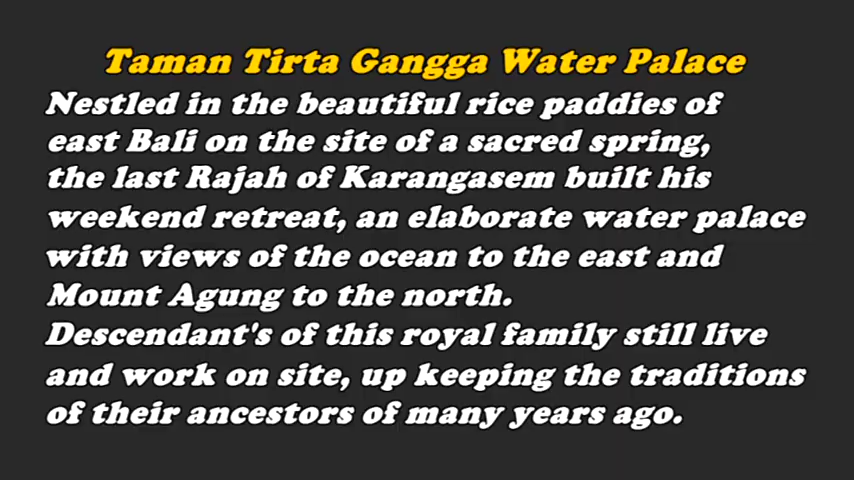 Taman Tirta Gangga Water Palace
Nestled in the beautiful rice paddies of
east Bali on the site of a sacred spring,
the last Rajah of Karangasem built his
weekend retreat, an elaborate water palace
with views of the ocean to the east and
Mount Agung to the north.
Descendant's of this royal family still live
and work on site, up keeping the traditions
of their ancestors of many years ago.